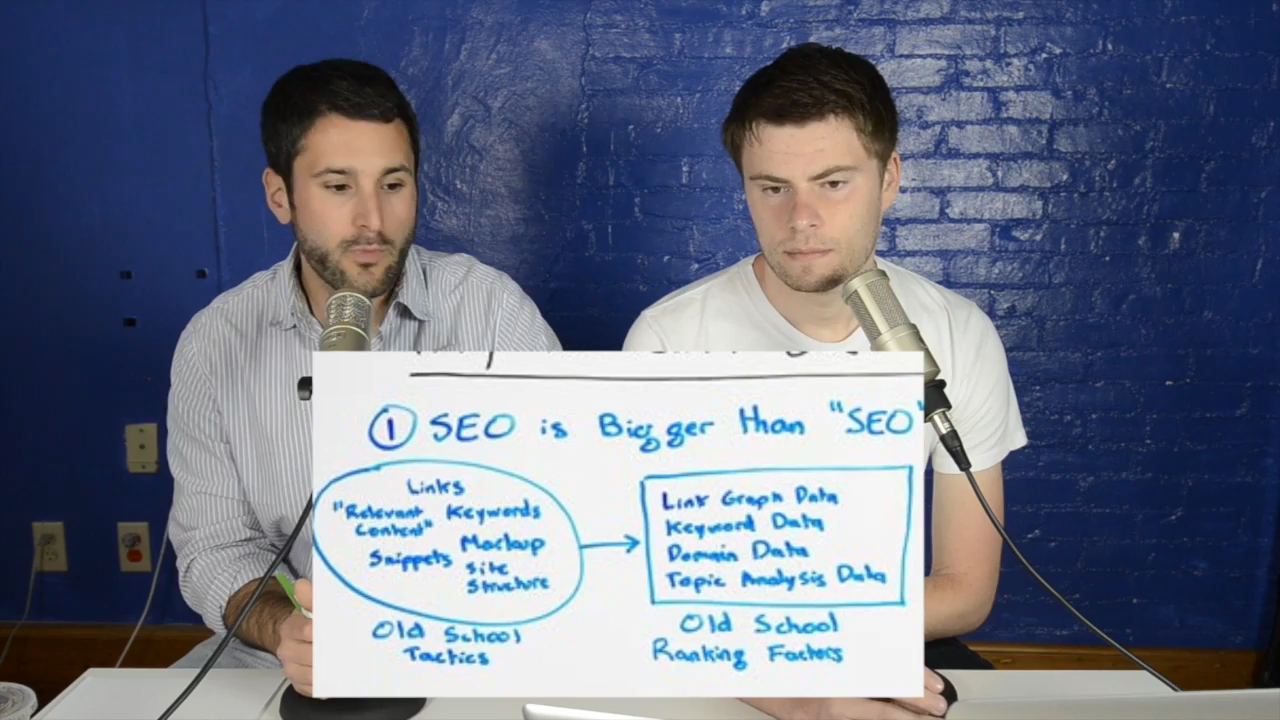 ① SEO is Bigger than "SEO"
Links
"Relevant Keywords
Content"
Snippets Markup
Site
Structure
Old School
Tactics
Link Graph Data
Keyword Data
Domain Data
Topic Analysis Data
Old School
Ranking Factors